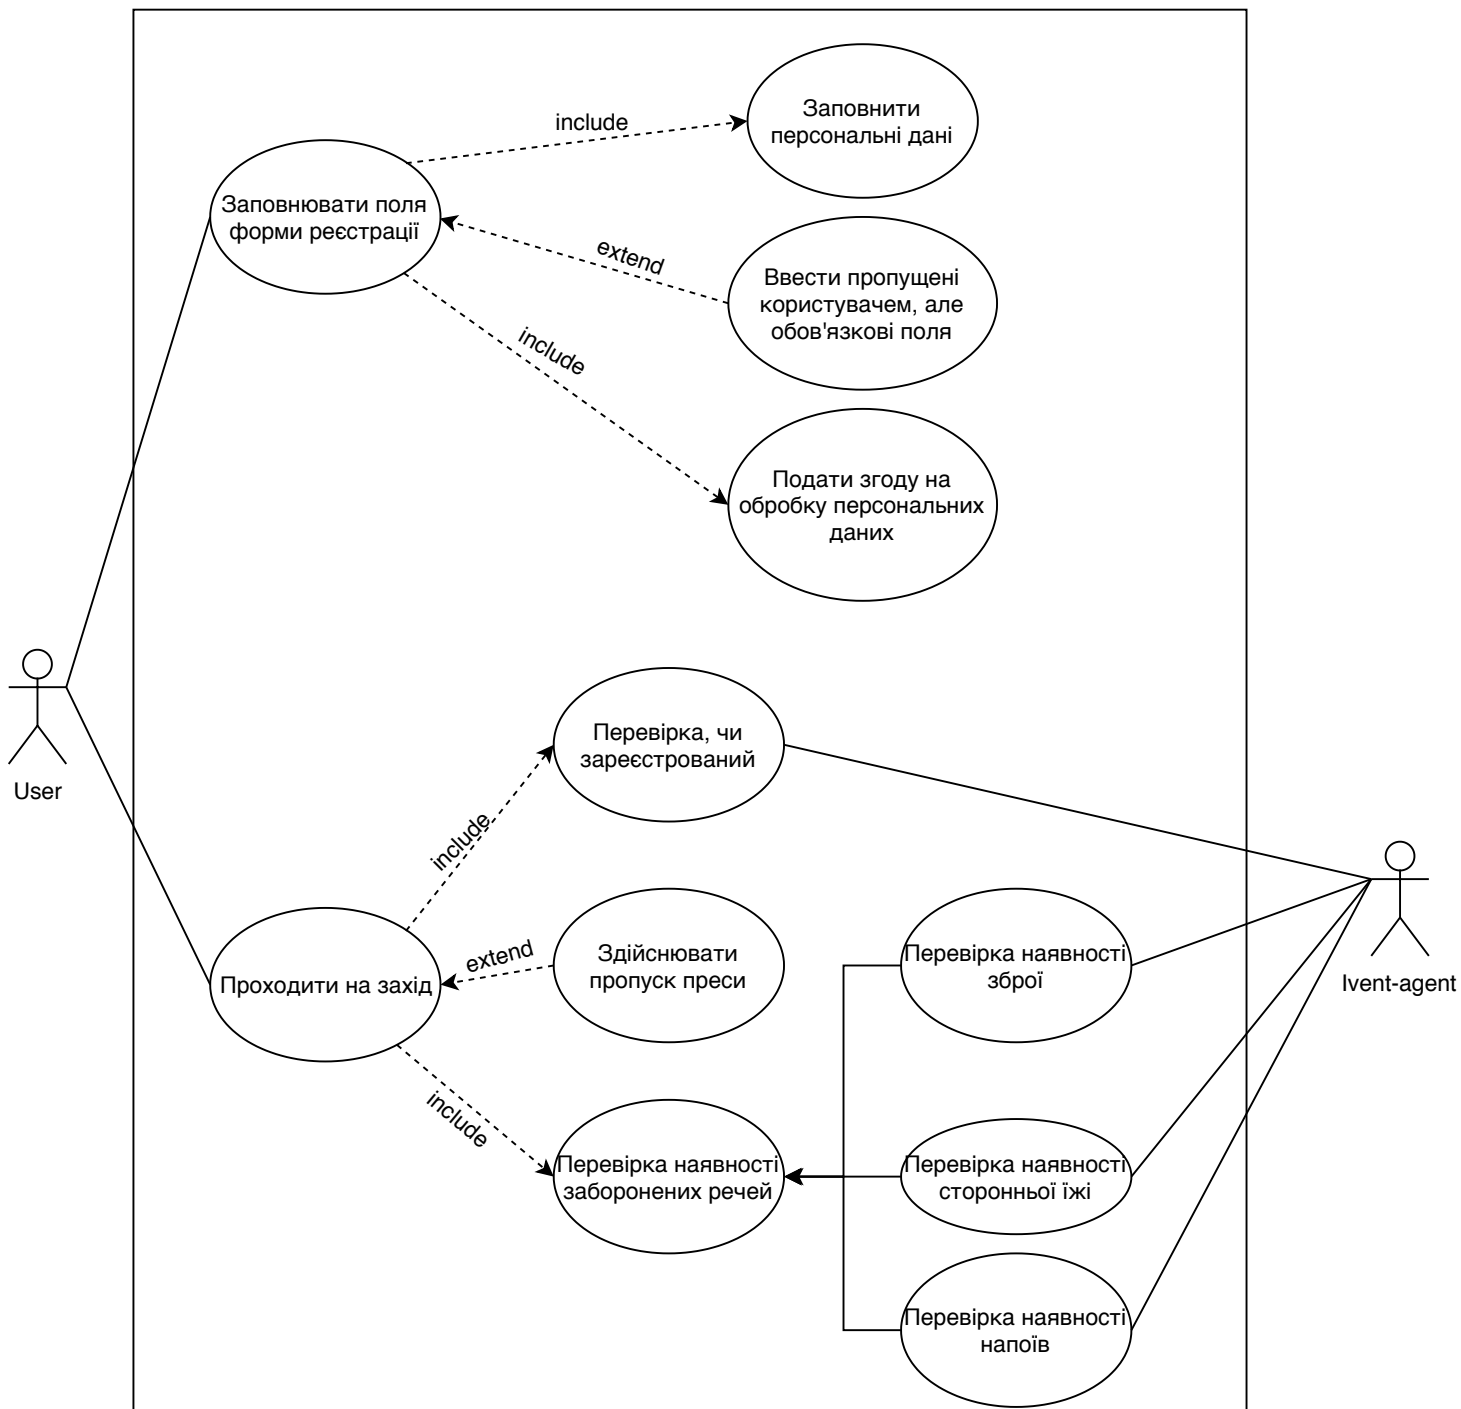 include
Заповнити
персональні дані
Заповнювати поля
форми реєстрації
extend
Ввести пропущені
користувачем, але
обов'язкові поля
include
Подати згоду на
обробку персональних
даних
User
Перевірка, чи
зареєстрований
include
Ivent-agent
Проходити на захід
extend
Здійснювати
пропуск преси
Перевірка наявності
зброї
include
Перевірка наявності
заборонених речей
Перевірка наявності
сторонньої їжі
Перевірка наявності
напоїв